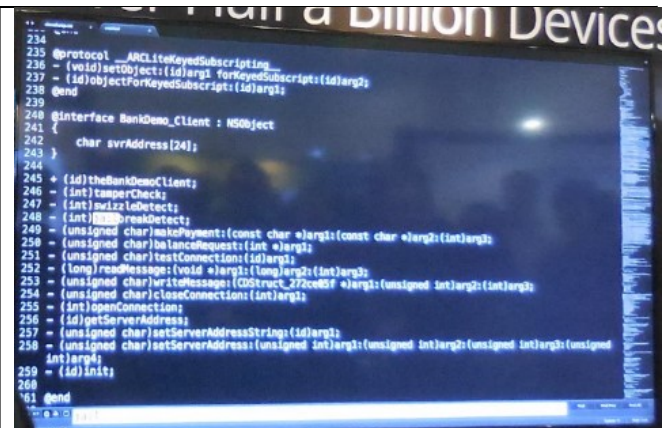 Half a Billion Devices
234
235 @protocol __ARCLiteKeyedSubscripting__
236 - (void)setObject:(id)arg1 forKeyedSubscript:(id)arg2;
237 - (id)objectForKeyedSubscript:(id)arg1;
238 @end
239
240 @interface BankDemo_Client : NSObject
241 {
242     char svrAddress[24];
243 }
244
245 + (id)theBankDemoClient;
246 - (int)tamperCheck;
247 - (int)swizzleDetect;
248 - (int)jailbreakDetect;
249 - (unsigned char)makePayment:(const char *)arg1:(const char *)arg2:(int)arg3;
250 - (unsigned char)balanceRequest:(int *)arg1;
251 - (unsigned char)testConnection:(id)arg1;
252 - (long)readMessage:(void *)arg1:(long)arg2:(int)arg3;
253 - (unsigned char)writeMessage:(CDStruct_272ce05f *)arg1:(unsigned int)arg2:(int)arg3;
254 - (unsigned char)closeConnection:(int)arg1;
255 - (int)openConnection;
256 - (id)getServerAddress;
257 - (unsigned char)setServerAddressString:(id)arg1;
258 - (unsigned char)setServerAddress:(unsigned int)arg1:(unsigned int)arg2:(unsigned int)arg3:(unsigned
int)arg4;
259 - (id)init;
260
261 @end